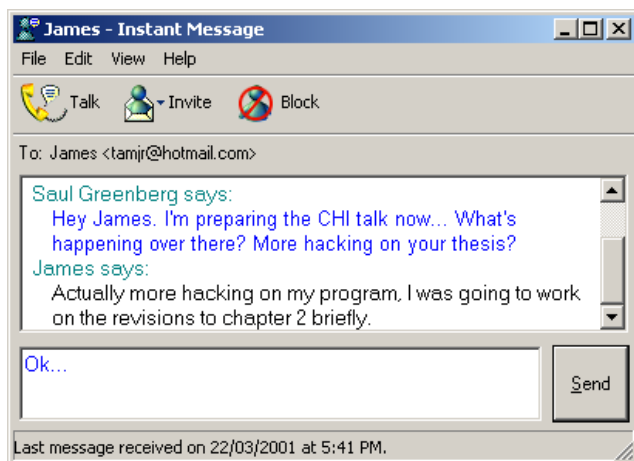 James - Instant Message
File Edit View Help
Talk Invite Block
To: James <tamjr@hotmail.com>
Saul Greenberg says:
Hey James. I'm preparing the CHI talk now... What's
happening over there? More hacking on your thesis?
James says:
Actually more hacking on my program, I was going to work
on the revisions to chapter 2 briefly.
Ok...
Send
Last message received on 22/03/2001 at 5:41 PM.